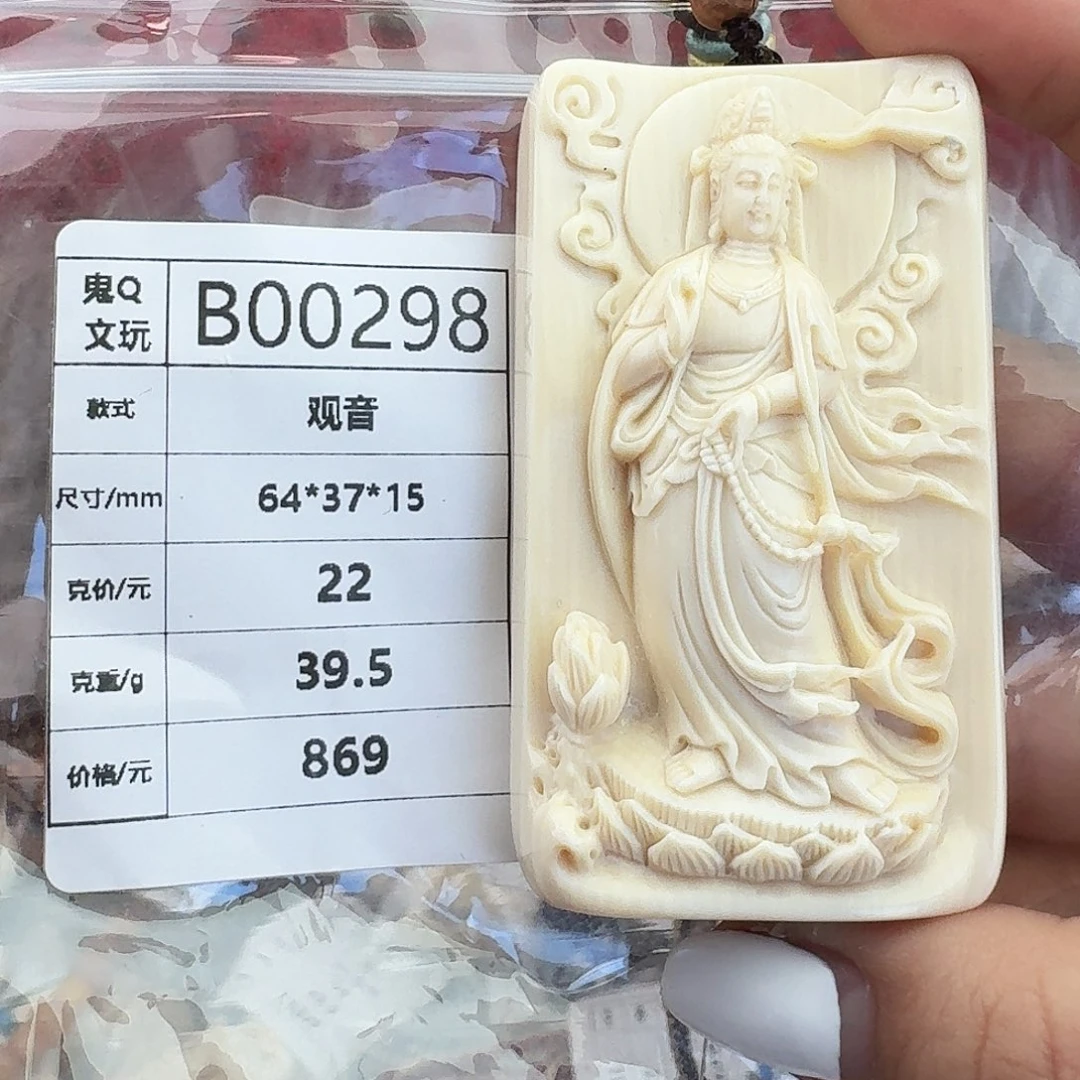 鬼Q
文玩
B00298
款式
观音
尺寸/mm
64*37*15
克价/元
22
克重/g
39.5
价格/元
869